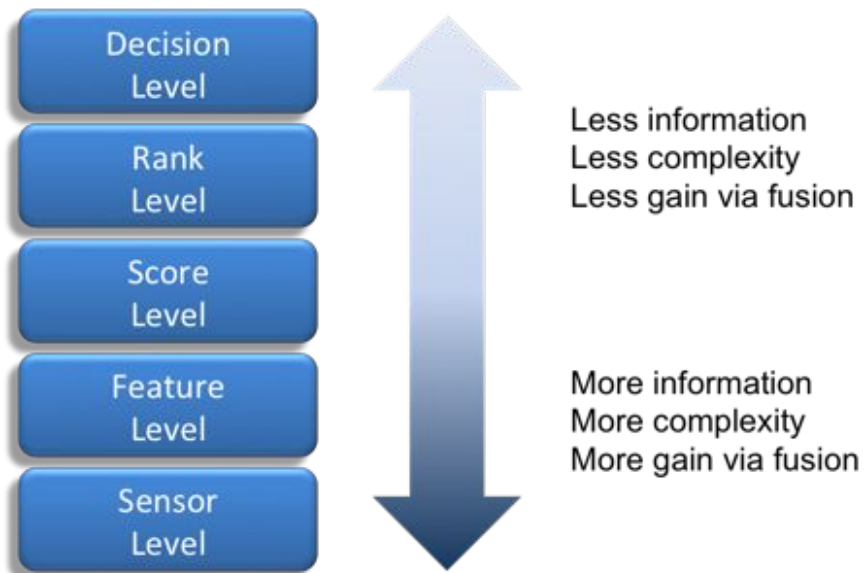 Decision
Level
Rank
Level
Score
Level
Feature
Level
Sensor
Level
Less information
Less complexity
Less gain via fusion
More information
More complexity
More gain via fusion